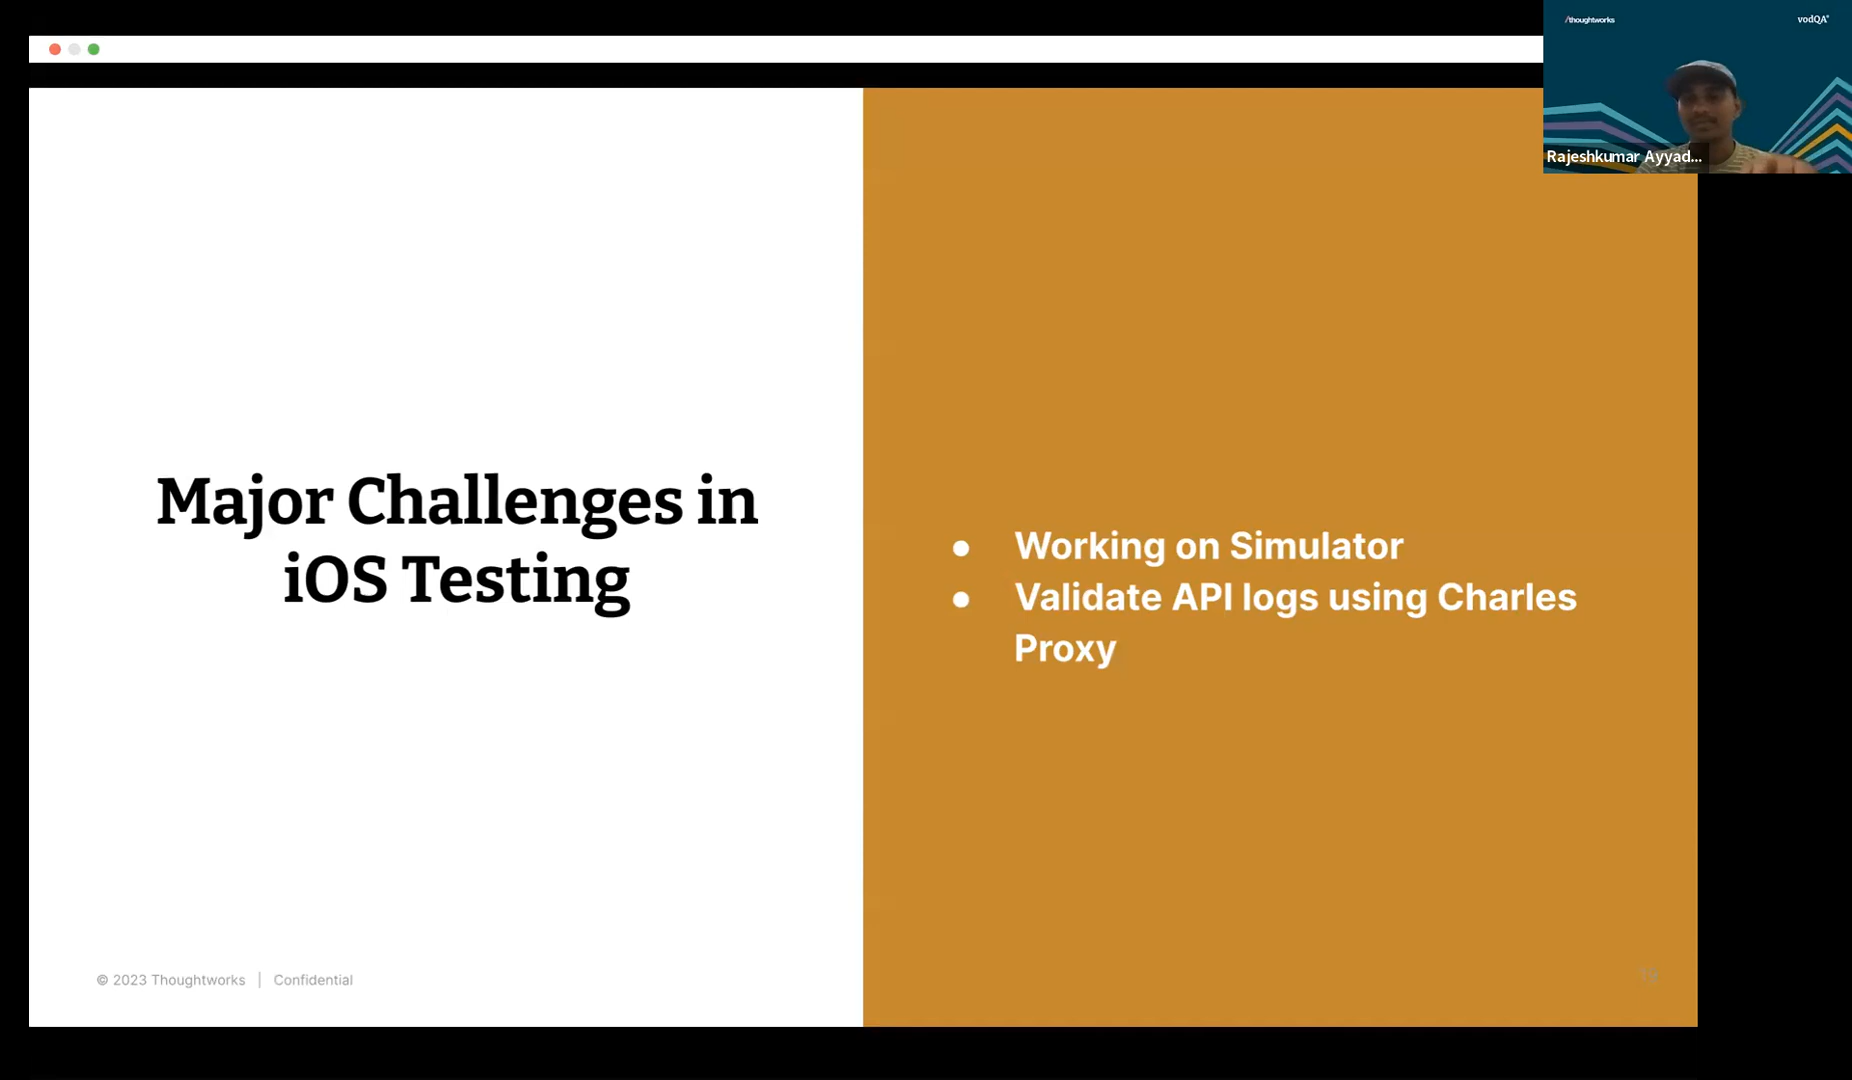 /thoughtworks
vodQA
Rajeshkumar Ayyad...
Major Challenges in
iOS Testing
● Working on Simulator
● Validate API logs using Charles
Proxy
© 2023 Thoughtworks | Confidential